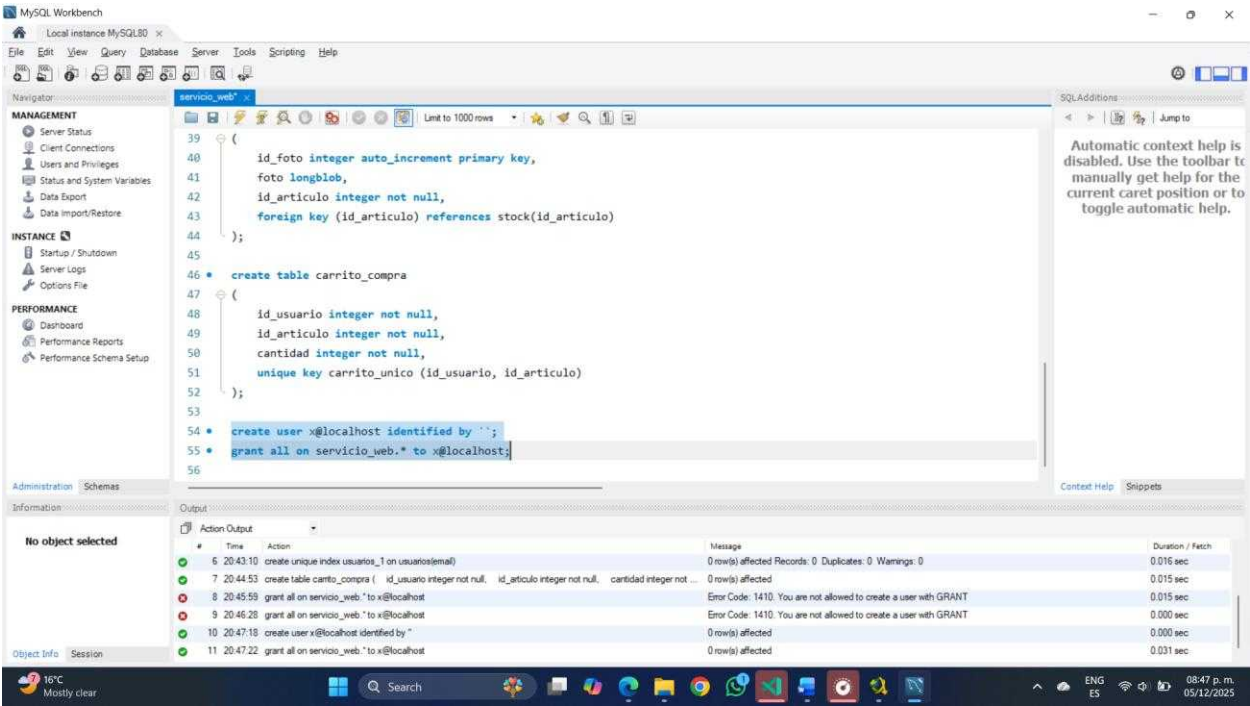 MySQL Workbench
Local instance MySQL80
File Edit View Query Database Server Tools Scripting Help
Navigator
MANAGEMENT
Server Status
Client Connections
Users and Privileges
Status and System Variables
Data Export
Data Import/Restore
INSTANCE
Startup / Shutdown
Server Logs
Options File
PERFORMANCE
Dashboard
Performance Reports
Performance Schema Setup
Administration Schemas
servicio_web*
Limit to 1000 rows
39 (
40 id_foto integer auto_increment primary key,
41 foto longblob,
42 id_articulo integer not null,
43 foreign key (id_articulo) references stock(id_articulo)
44 );
45
46 create table carrito_compra
47 (
48 id_usuario integer not null,
49 id_articulo integer not null,
50 cantidad integer not null,
51 unique key carrito_unico (id_usuario, id_articulo)
52 );
53
54 create user x@localhost identified by ``;
55 grant all on servicio_web.* to x@localhost;
56
SQLAdditions
Jump to
Automatic context help is
disabled. Use the toolbar to
manually get help for the
current caret position or to
toggle automatic help.
Context Help Snippets
Information
No object selected
Object Info Session
Output
Action Output
# Time Action Message Duration / Fetch
6 20:43:10 create unique index usuarios_1 on usuarios(email) 0 row(s) affected Records: 0 Duplicates: 0 Warnings: 0 0.016 sec
7 20:44:53 create table carrito_compra ( id_usuario integer not null, id_articulo integer not null, cantidad integer not ... 0 row(s) affected 0.015 sec
8 20:45:59 grant all on servicio_web.* to x@localhost Error Code: 1410. You are not allowed to create a user with GRANT 0.015 sec
9 20:46:28 grant all on servicio_web.* to x@localhost Error Code: 1410. You are not allowed to create a user with GRANT 0.000 sec
10 20:47:18 create user x@localhost identified by `` 0 row(s) affected 0.000 sec
11 20:47:22 grant all on servicio_web.* to x@localhost 0 row(s) affected 0.031 sec
16°C
Mostly clear
Search
ENG
ES
08:47 p. m.
05/12/2025